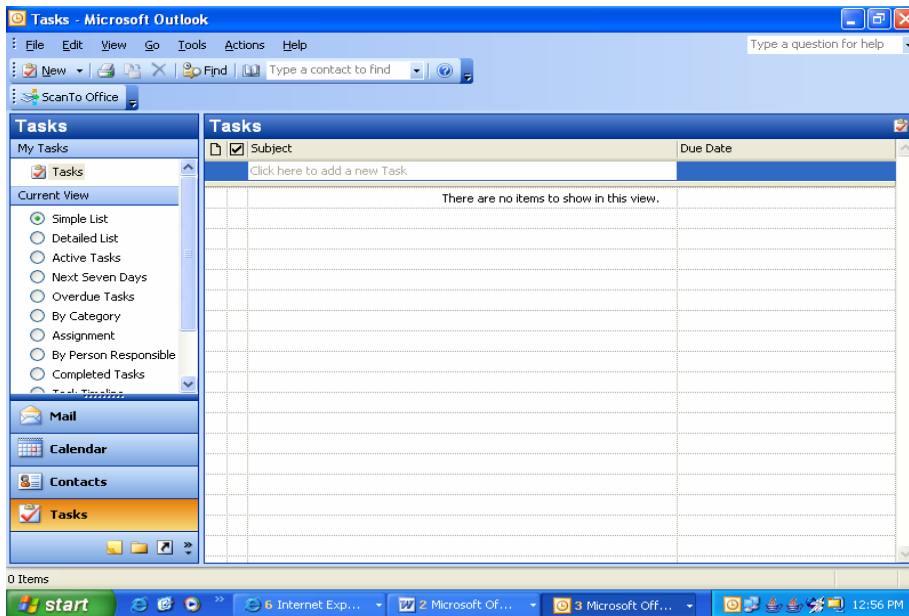 Tasks - Microsoft Outlook
File Edit View Go Tools Actions Help Type a question for help
New Find Type a contact to find
ScanTo Office
Tasks
My Tasks
Tasks
Current View
Simple List
Detailed List
Active Tasks
Next Seven Days
Overdue Tasks
By Category
Assignment
By Person Responsible
Completed Tasks
Task Timeline
Mail
Calendar
Contacts
Tasks
Tasks
Subject Due Date
Click here to add a new Task
There are no items to show in this view.
0 Items
start 6 Internet Exp... 2 Microsoft Of... 3 Microsoft Off... 12:56 PM